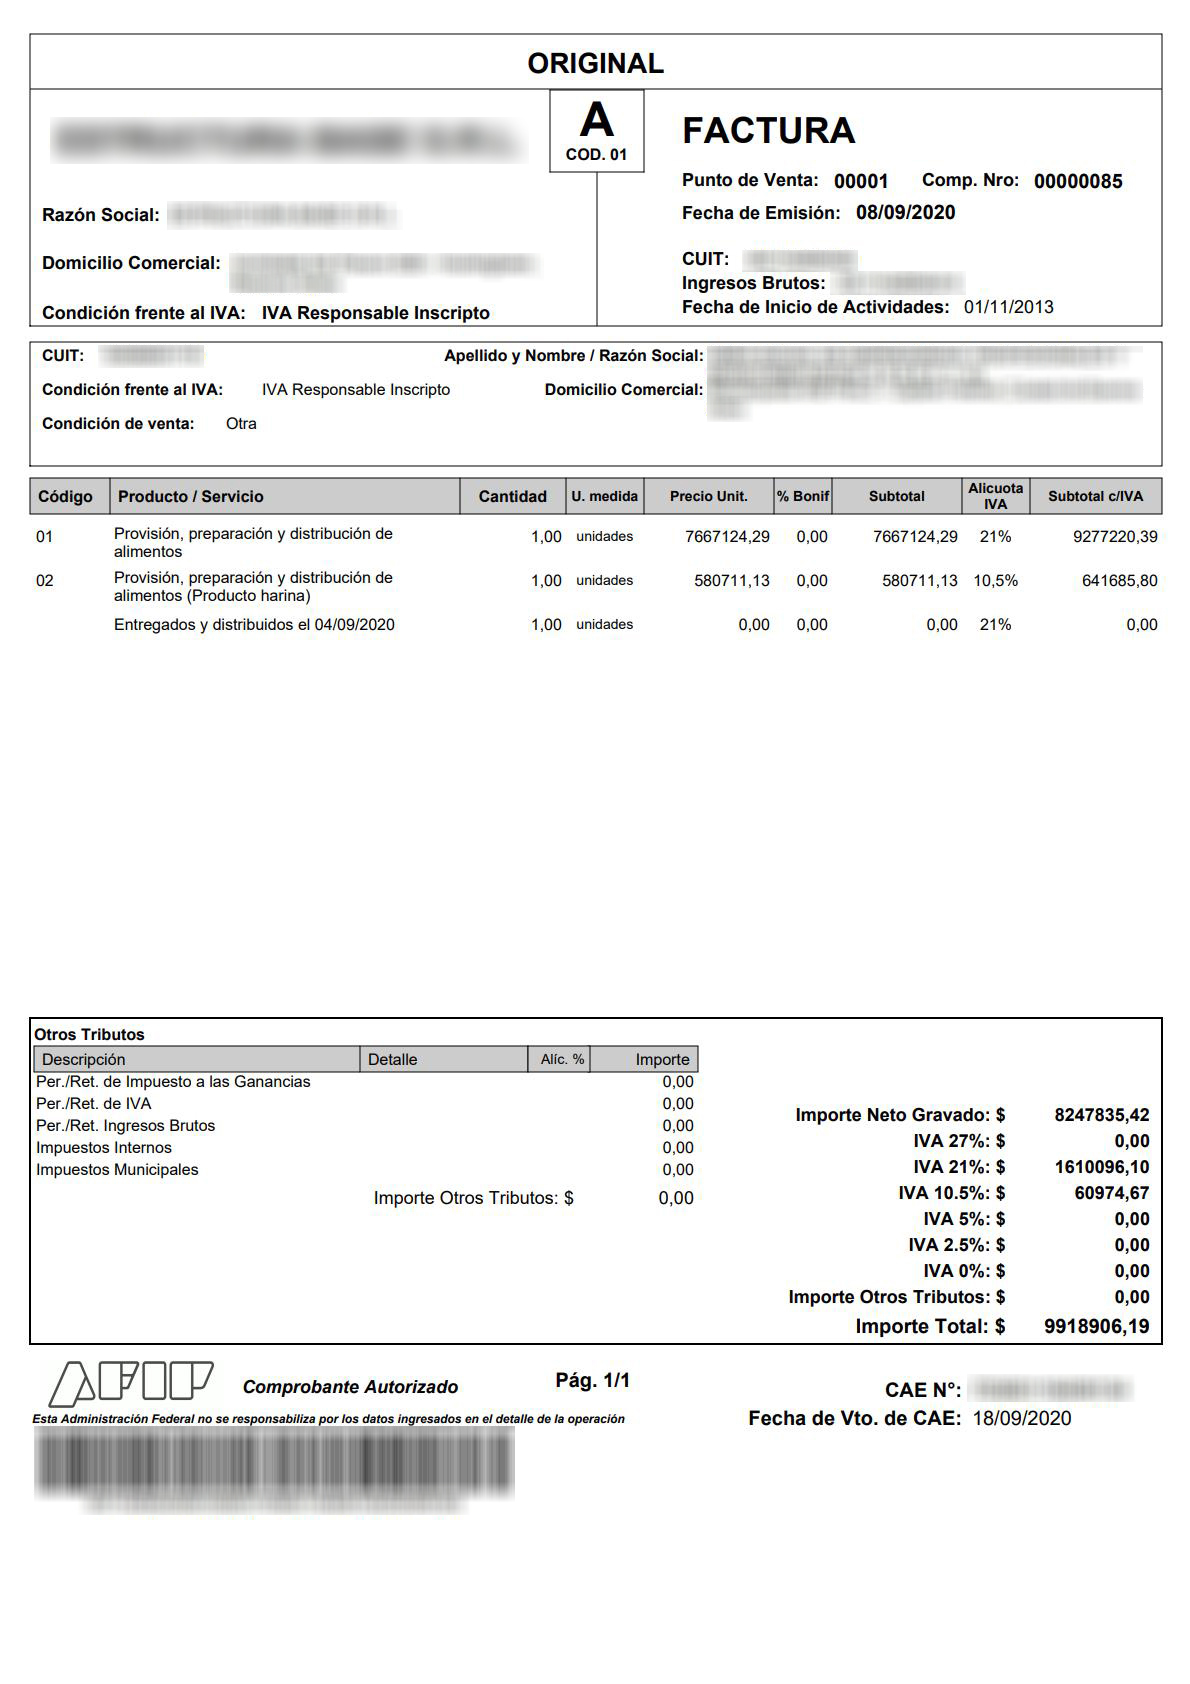 ORIGINAL
A
COD. 01
FACTURA
Punto de Venta: 00001 Comp. Nro: 00000085
Fecha de Emisión: 08/09/2020
Razón Social:
Domicilio Comercial:
Condición frente al IVA: IVA Responsable Inscripto
CUIT:
Ingresos Brutos:
Fecha de Inicio de Actividades: 01/11/2013
CUIT: Apellido y Nombre / Razón Social:
Condición frente al IVA: IVA Responsable Inscripto Domicilio Comercial:
Condición de venta: Otra
Código Producto / Servicio Cantidad U. medida Precio Unit. % Bonif Subtotal Alicuota IVA Subtotal c/IVA
01 Provisión, preparación y distribución de 1,00 unidades 7667124,29 0,00 7667124,29 21% 9277220,39
alimentos
02 Provisión, preparación y distribución de 1,00 unidades 580711,13 0,00 580711,13 10,5% 641685,80
alimentos (Producto harina)
Entregados y distribuidos el 04/09/2020 1,00 unidades 0,00 0,00 0,00 21% 0,00
Otros Tributos
Descripción Detalle Alíc. % Importe
Per./Ret. de Impuesto a las Ganancias 0,00
Per./Ret. de IVA 0,00
Per./Ret. Ingresos Brutos 0,00
Impuestos Internos 0,00
Impuestos Municipales 0,00
Importe Otros Tributos: $ 0,00
Importe Neto Gravado: $ 8247835,42
IVA 27%: $ 0,00
IVA 21%: $ 1610096,10
IVA 10.5%: $ 60974,67
IVA 5%: $ 0,00
IVA 2.5%: $ 0,00
IVA 0%: $ 0,00
Importe Otros Tributos: $ 0,00
Importe Total: $ 9918906,19
AFIP Comprobante Autorizado Pág. 1/1
Esta Administración Federal no se responsabiliza por los datos ingresados en el detalle de la operación
CAE N°:
Fecha de Vto. de CAE: 18/09/2020